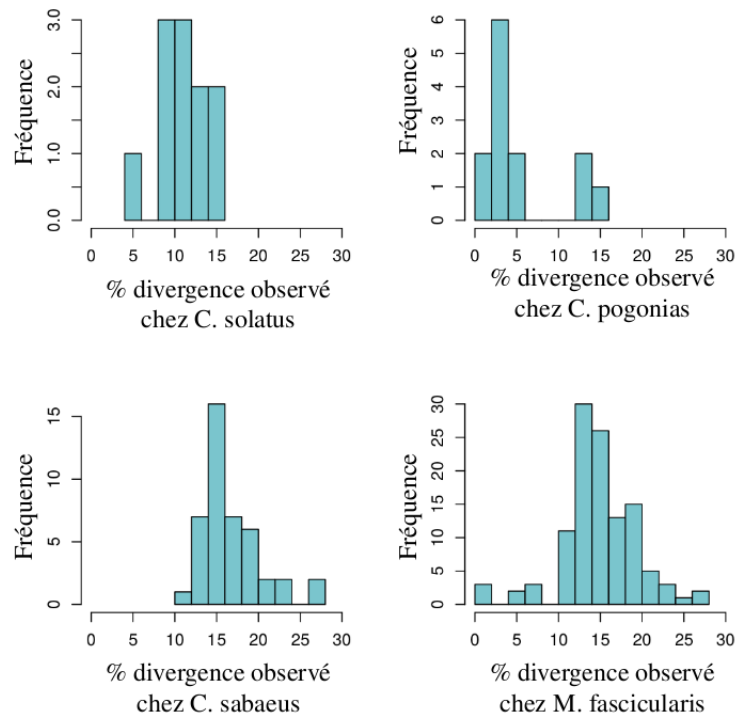 Fréquence
0.0 1.0 2.0 3.0
0 5 10 15 20 25 30
% divergence observé
chez C. solatus
Fréquence
0 1 2 3 4 5 6
0 5 10 15 20 25 30
% divergence observé
chez C. pogonias
Fréquence
0 5 10 15
0 5 10 15 20 25 30
% divergence observé
chez C. sabaeus
Fréquence
0 5 10 15 20 25 30
0 5 10 15 20 25 30
% divergence observé
chez M. fascicularis